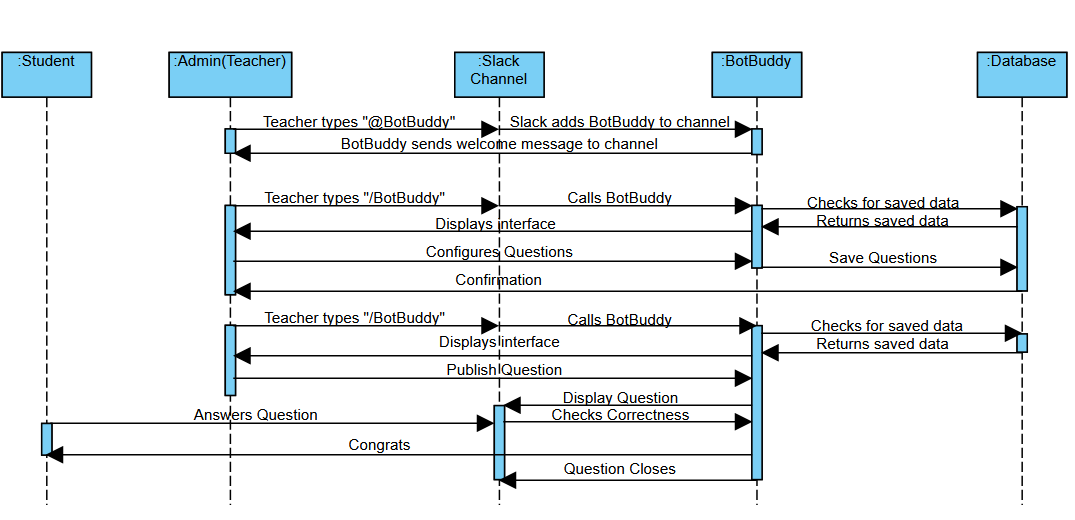 :Student
:Admin(Teacher)
:Slack
Channel
:BotBuddy
:Database
Teacher types "@BotBuddy"
Slack adds BotBuddy to channel
BotBuddy sends welcome message to channel
Teacher types "/BotBuddy"
Calls BotBuddy
Checks for saved data
Returns saved data
Displays interface
Configures Questions
Save Questions
Confirmation
Teacher types "/BotBuddy"
Calls BotBuddy
Checks for saved data
Returns saved data
Displays interface
Publish Question
Display Question
Answers Question
Checks Correctness
Congrats
Question Closes